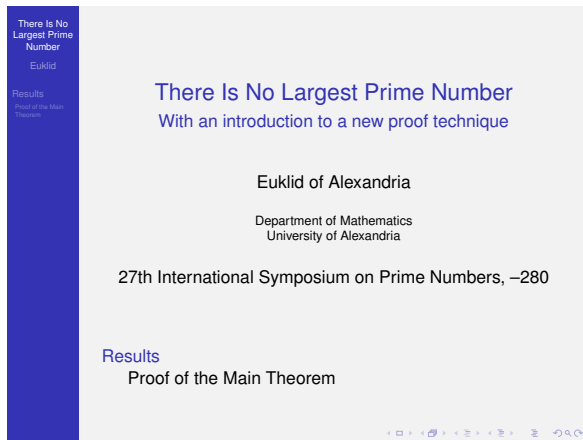 There Is No
Largest Prime
Number
Euklid
Results
Proof of the Main
Theorem
There Is No Largest Prime Number
With an introduction to a new proof technique
Euklid of Alexandria
Department of Mathematics
University of Alexandria
27th International Symposium on Prime Numbers, –280
Results
Proof of the Main Theorem